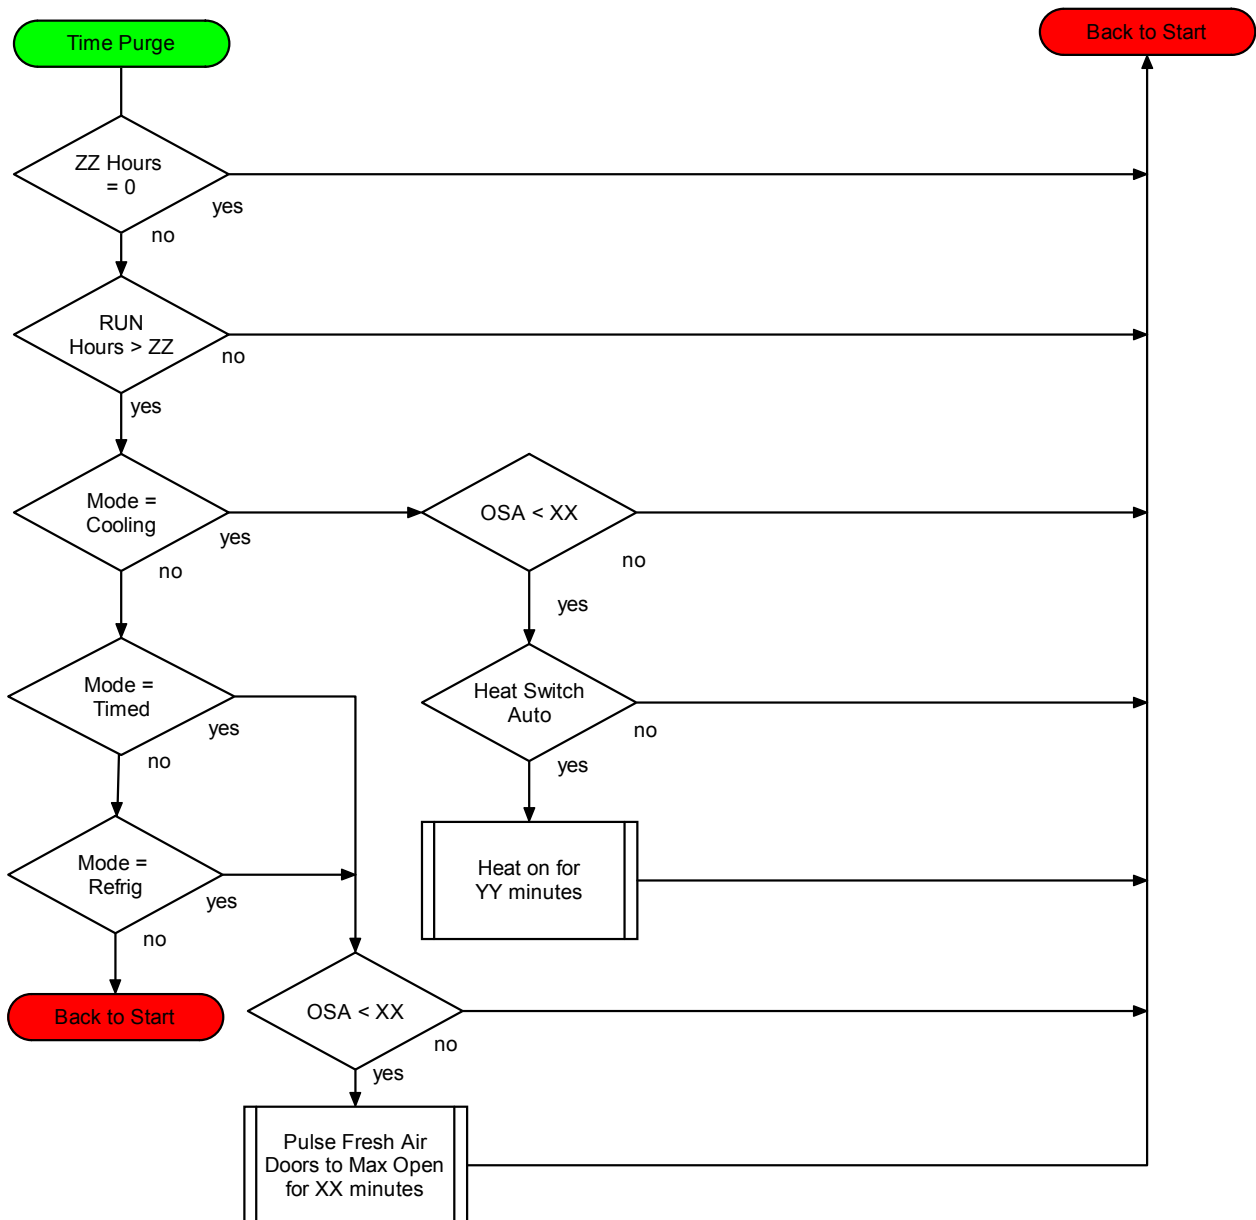 Time Purge
Back to Start
ZZ Hours
= 0
yes
no
RUN
Hours > ZZ
no
yes
Mode =
Cooling
yes
no
OSA < XX
no
yes
Mode =
Timed
yes
no
Heat Switch
Auto
no
yes
Mode =
Refrig
yes
no
Heat on for
YY minutes
Back to Start
OSA < XX
no
yes
Pulse Fresh Air
Doors to Max Open
for XX minutes